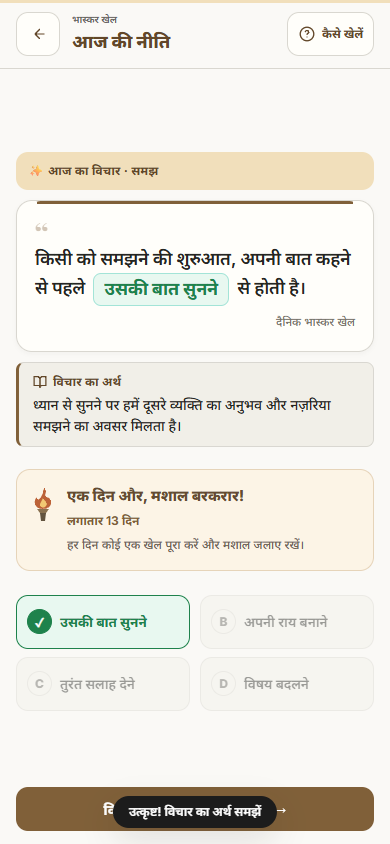 भास्कर खेल
आज की नीति
कैसे खेलें
आज का विचार · समझ
“
किसी को समझने की शुरुआत, अपनी बात कहने
से पहले उसकी बात सुनने से होती है।
दैनिक भास्कर खेल
विचार का अर्थ
ध्यान से सुनने पर हमें दूसरे व्यक्ति का अनुभव और नज़रिया
समझने का अवसर मिलता है।
एक दिन और, मशाल बरकरार!
लगातार 13 दिन
हर दिन कोई एक खेल पूरा करें और मशाल जलाए रखें।
✓ उसकी बात सुनने
B अपनी राय बनाने
C तुरंत सलाह देने
D विषय बदलने
उत्कृष्ट! विचार का अर्थ समझें
→